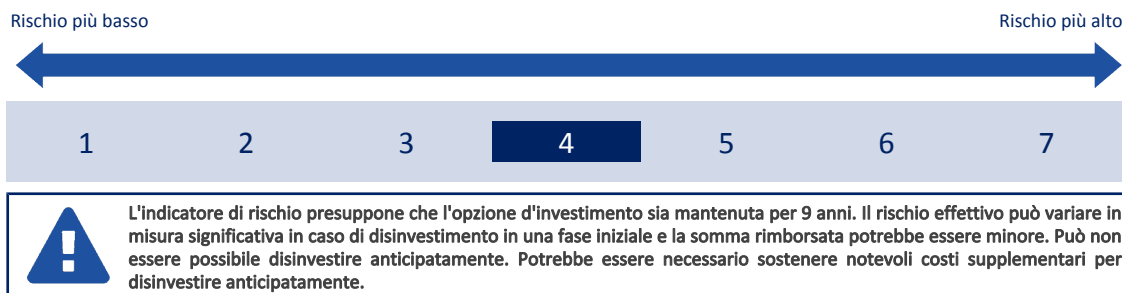 Rischio più basso Rischio più alto
1 2 3 4 5 6 7
L'indicatore di rischio presuppone che l'opzione d'investimento sia mantenuta per 9 anni. Il rischio effettivo può variare in
misura significativa in caso di disinvestimento in una fase iniziale e la somma rimborsata potrebbe essere minore. Può non
essere possibile disinvestire anticipatamente. Potrebbe essere necessario sostenere notevoli costi supplementari per
disinvestire anticipatamente.